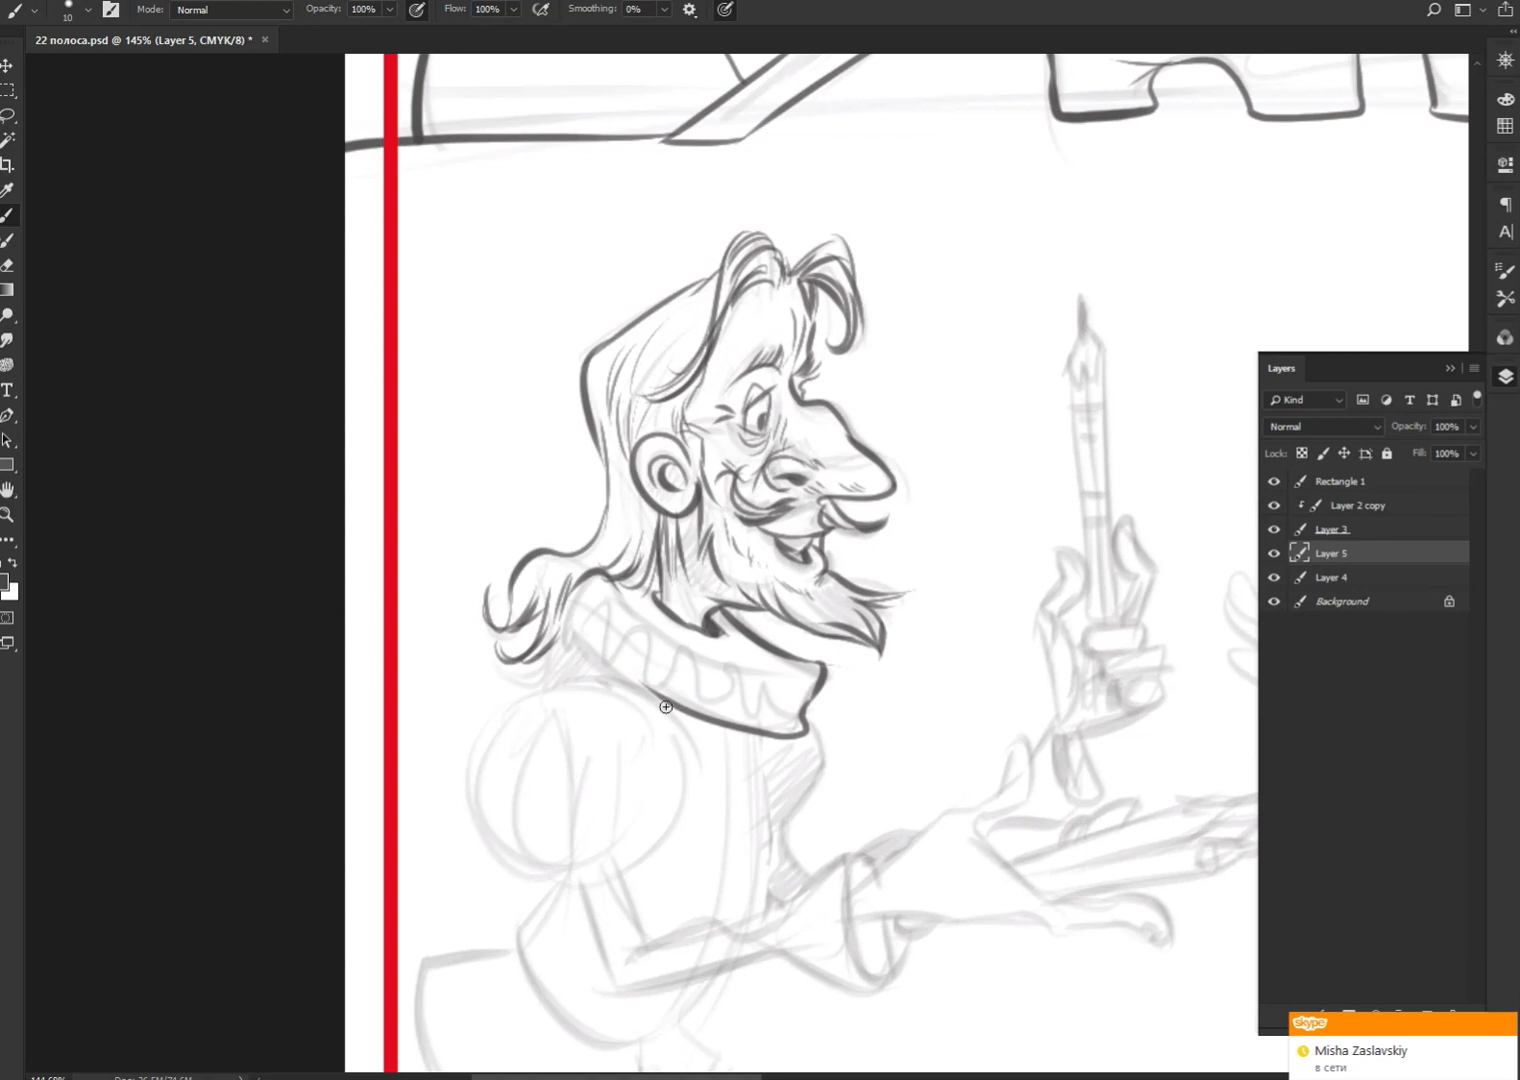 10
Mode: Normal
Opacity: 100%
Flow: 100%
Smoothing: 0%
22 полоса.psd @ 145% (Layer 5, CMYK/8) * ×
T
A
Layers
Kind
T
Normal
Opacity: 100%
Lock:
Fill: 100%
Rectangle 1
Layer 2 copy
Layer 3
Layer 5
Layer 4
Background
skype
Misha Zaslavskiy
в сети